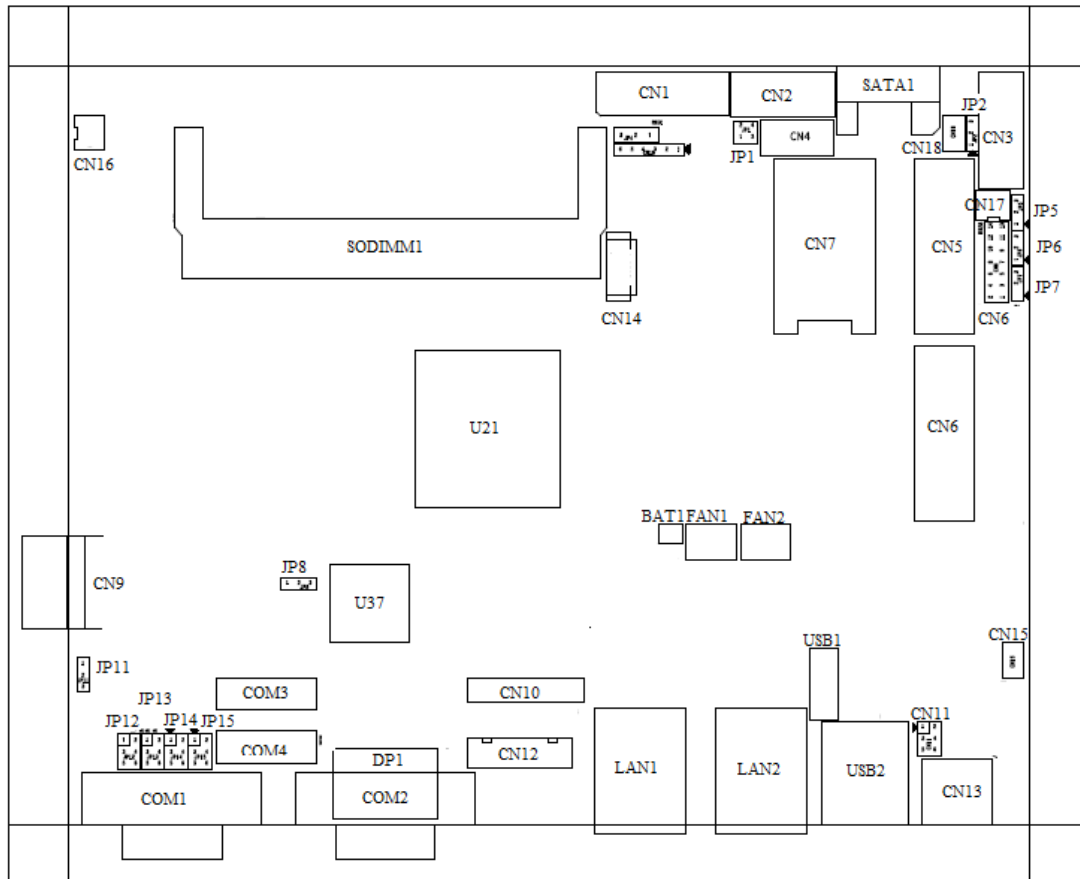 SATA1
CN1
CN2
JP2
CN3
CN4
CN18
JP1
CN16
CN17
JP5
SODIMM1
CN7
CN5
JP6
JP7
CN14
CN6
U21
CN6
BAT1
FAN1
FAN2
JP8
CN9
U37
USB1
CN15
JP11
COM3
CN10
JP13
JP12
JP14
JP15
CN11
COM4
CN12
DP1
LAN1
LAN2
USB2
COM1
COM2
CN13